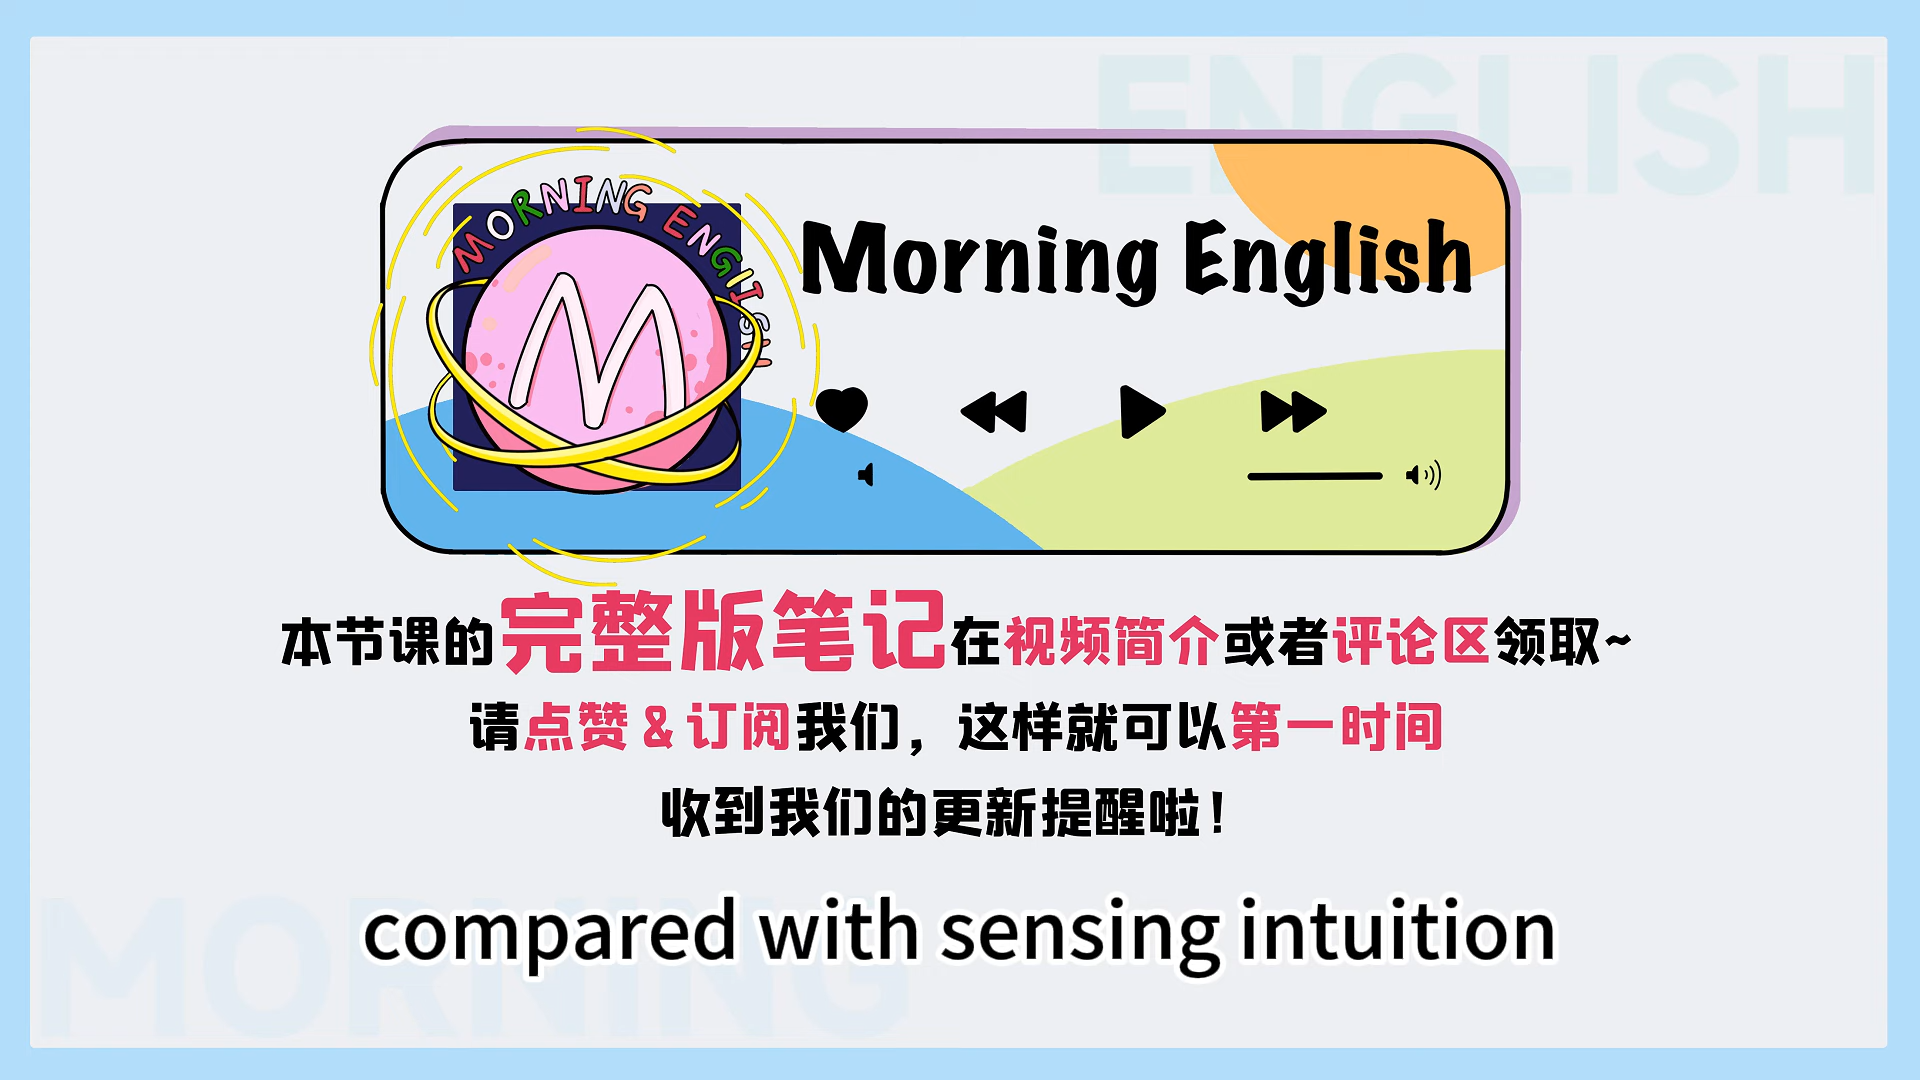 ENGLISH
MORNING ENGLISH
M
Morning English
本节课的完整版笔记在视频简介或者评论区领取~
请点赞&订阅我们，这样就可以第一时间
收到我们的更新提醒啦！
MORNING
compared with sensing intuition